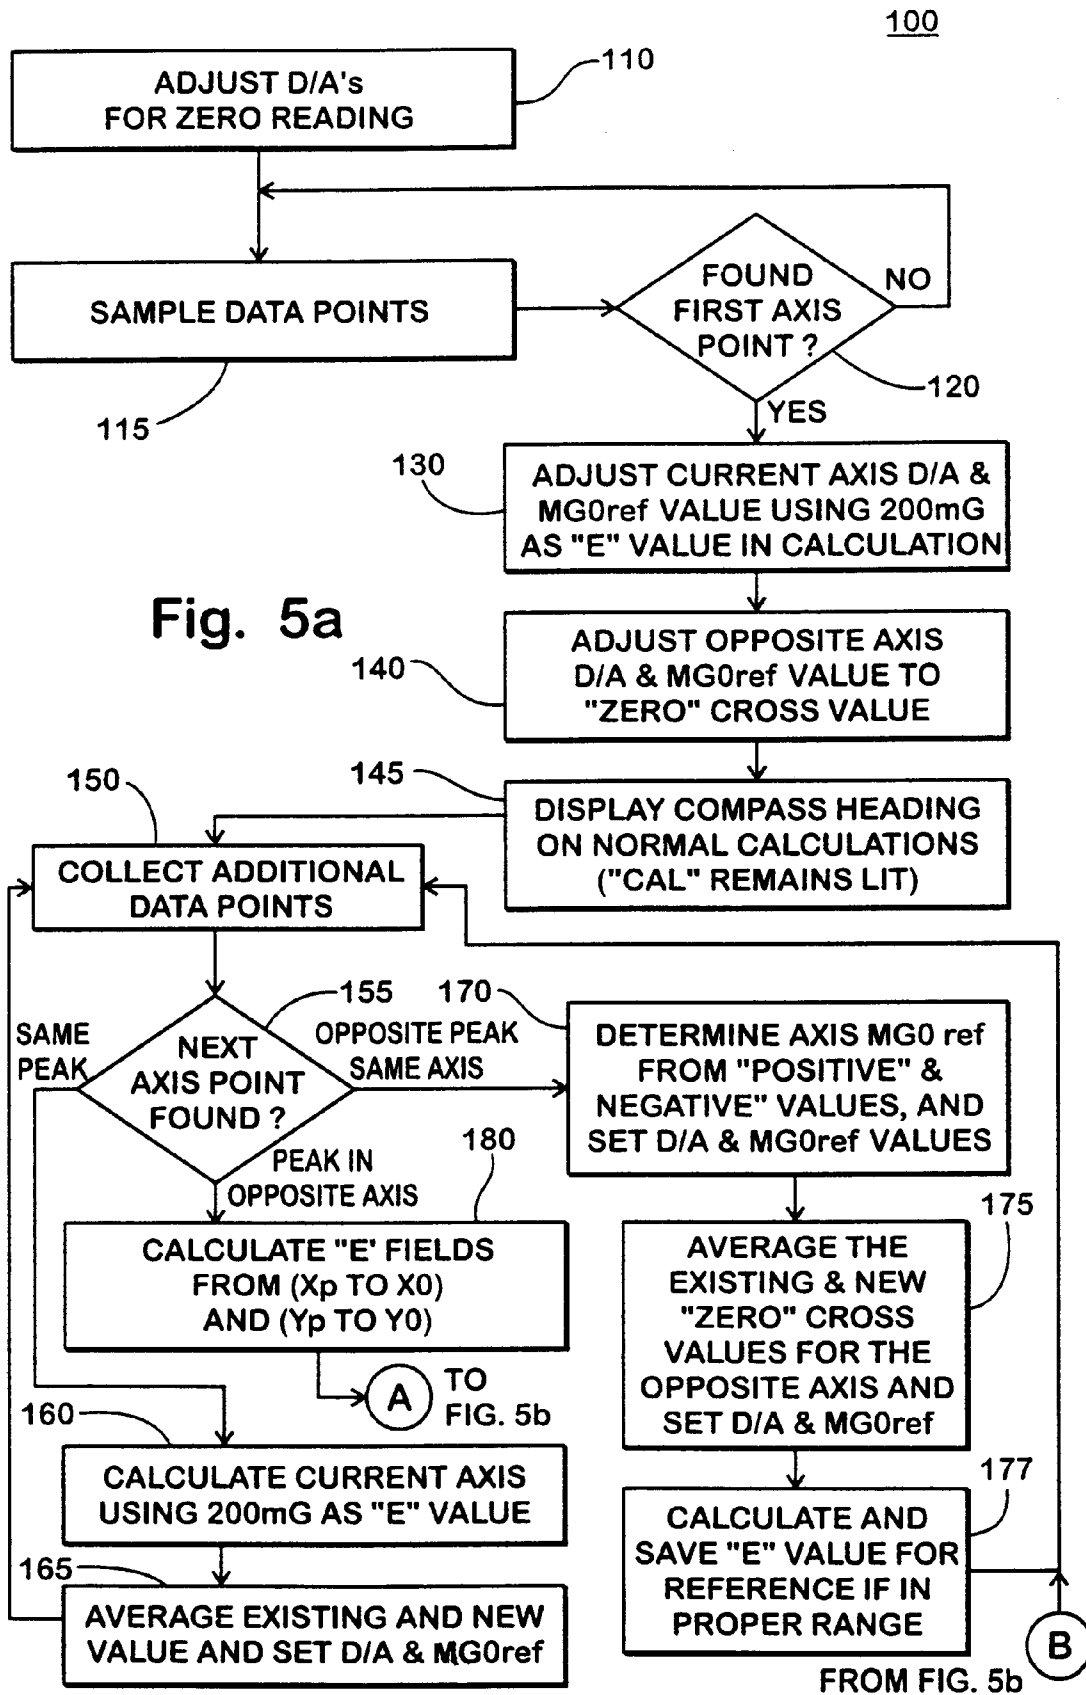 100
110
ADJUST D/A's
FOR ZERO READING
SAMPLE DATA POINTS
115
FOUND
FIRST AXIS
POINT ?
NO
120
YES
130
ADJUST CURRENT AXIS D/A &
MG0ref VALUE USING 200mG
AS "E" VALUE IN CALCULATION
Fig. 5a
140
ADJUST OPPOSITE AXIS
D/A & MG0ref VALUE TO
"ZERO" CROSS VALUE
145
DISPLAY COMPASS HEADING
ON NORMAL CALCULATIONS
("CAL" REMAINS LIT)
150
COLLECT ADDITIONAL
DATA POINTS
155
SAME
PEAK
NEXT
AXIS POINT
FOUND ?
OPPOSITE PEAK
SAME AXIS
170
DETERMINE AXIS MG0 ref
FROM "POSITIVE" &
NEGATIVE" VALUES, AND
SET D/A & MG0ref VALUES
PEAK IN
OPPOSITE AXIS
180
CALCULATE "E' FIELDS
FROM (Xp TO X0)
AND (Yp TO Y0)
A
TO
FIG. 5b
175
AVERAGE THE
EXISTING & NEW
"ZERO" CROSS
VALUES FOR THE
OPPOSITE AXIS AND
SET D/A & MG0ref
160
CALCULATE CURRENT AXIS
USING 200mG AS "E" VALUE
165
AVERAGE EXISTING AND NEW
VALUE AND SET D/A & MG0ref
177
CALCULATE AND
SAVE "E" VALUE FOR
REFERENCE IF IN
PROPER RANGE
B
FROM FIG. 5b